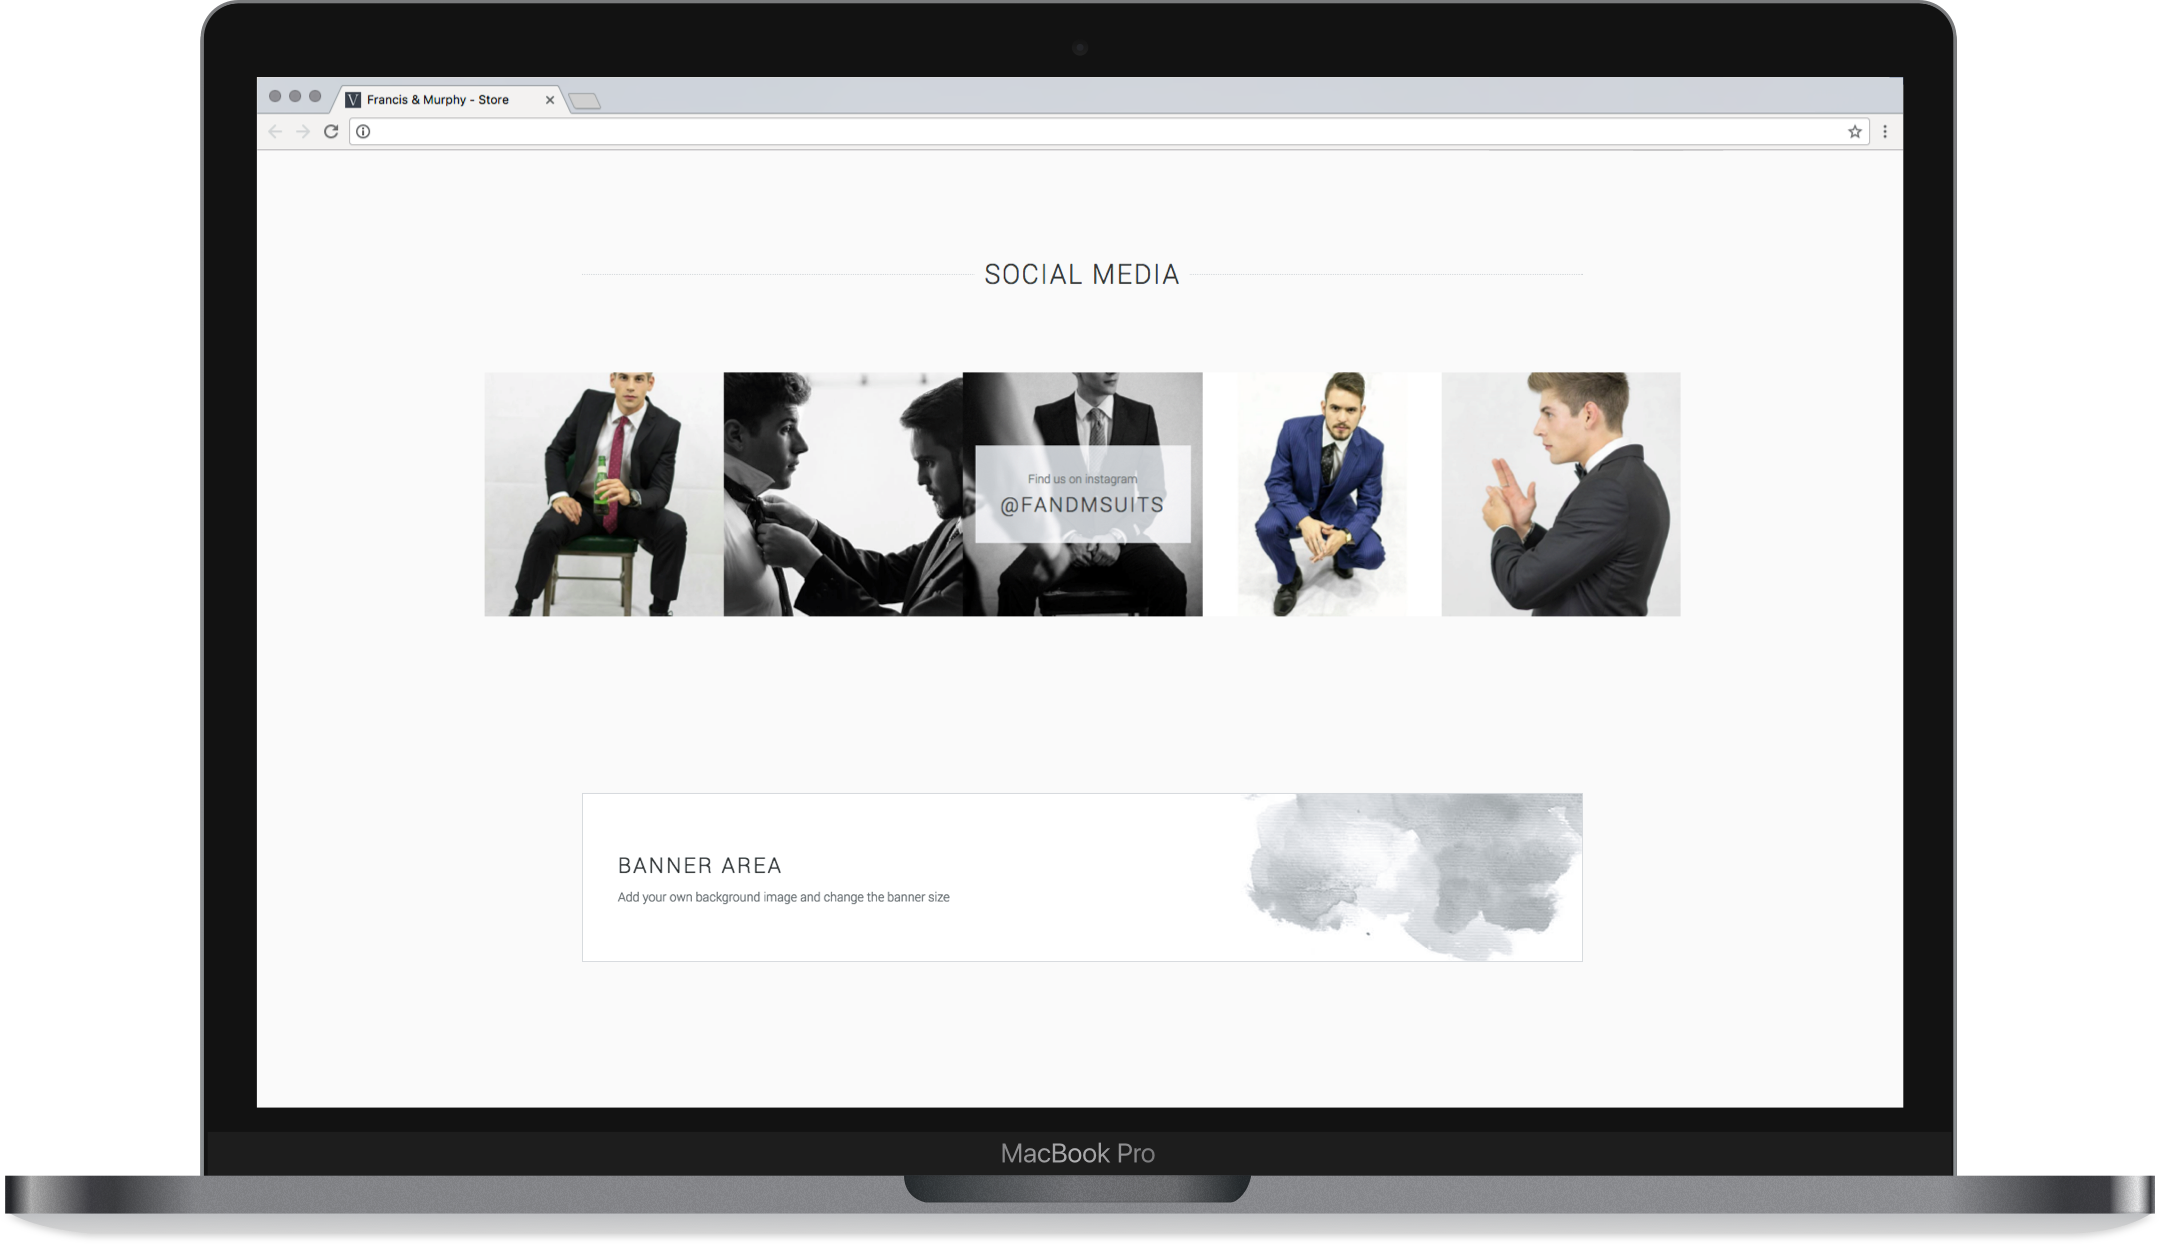 V Francis & Murphy - Store
SOCIAL MEDIA
Find us on instagram
@FANDMSUITS
BANNER AREA
Add your own background image and change the banner size
MacBook Pro